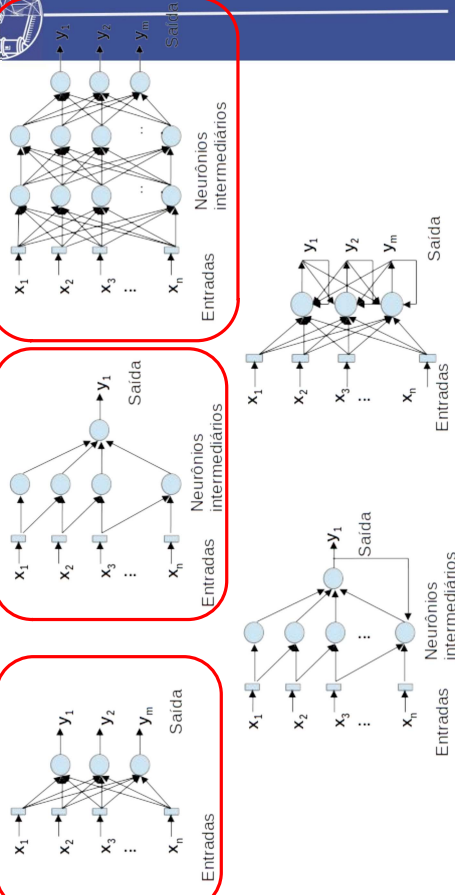 x1
x2
x3
⋮
xn
y1
y2
ym
Entradas
Saída
x1
x2
x3
⋮
xn
y1
Saída
Entradas
Neurônios
intermediários
x1
x2
x3
⋮
xn
y1
y2
ym
Saída
Entradas
Neurônios
intermediários
x1
x2
x3
⋮
xn
y1
Saída
Entradas
Neurônios
intermediários
x1
x2
x3
⋮
xn
y1
y2
ym
Entradas
Saída